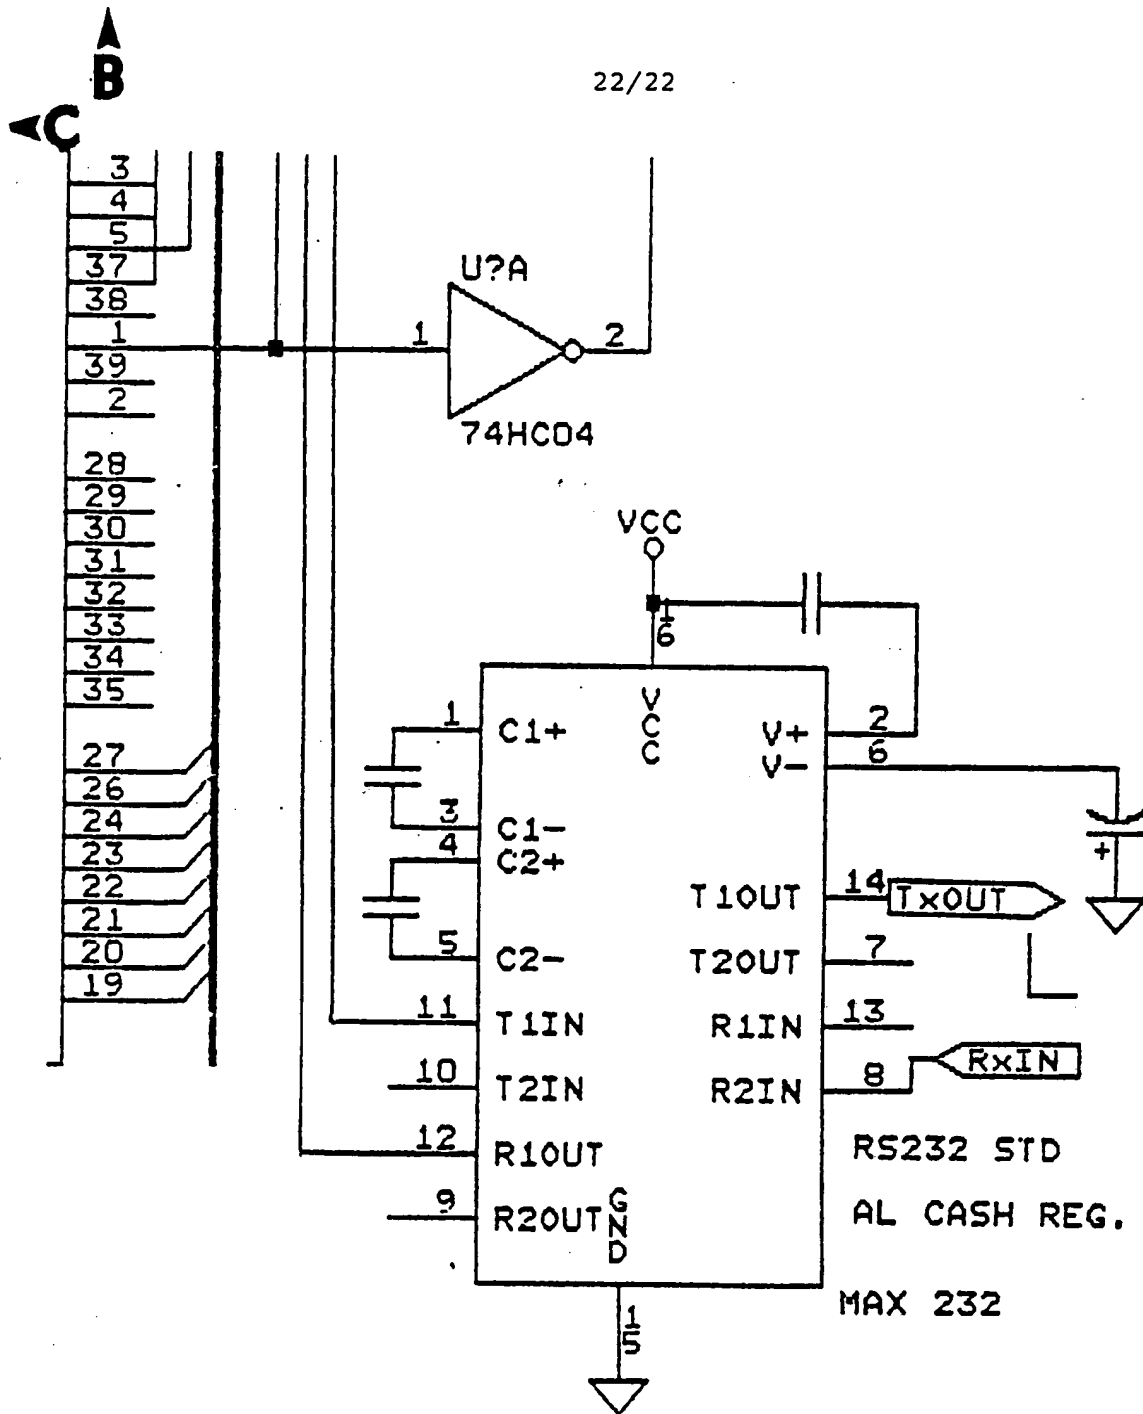 B
22/22
C
3
4
5
37
38
1
39
2
28
29
30
31
32
33
34
35
27
26
24
23
22
21
20
19
U?A
1
2
74HC04
VCC
16
VCC
1 C1+
3 C1-
4 C2+
5 C2-
11 T1IN
10 T2IN
12 R1OUT
9 R2OUT
GND
15
V+ 2
V- 6
+
T1OUT 14 TxOUT
T2OUT 7
R1IN 13
R2IN 8 RxIN
RS232 STD
AL CASH REG.
MAX 232